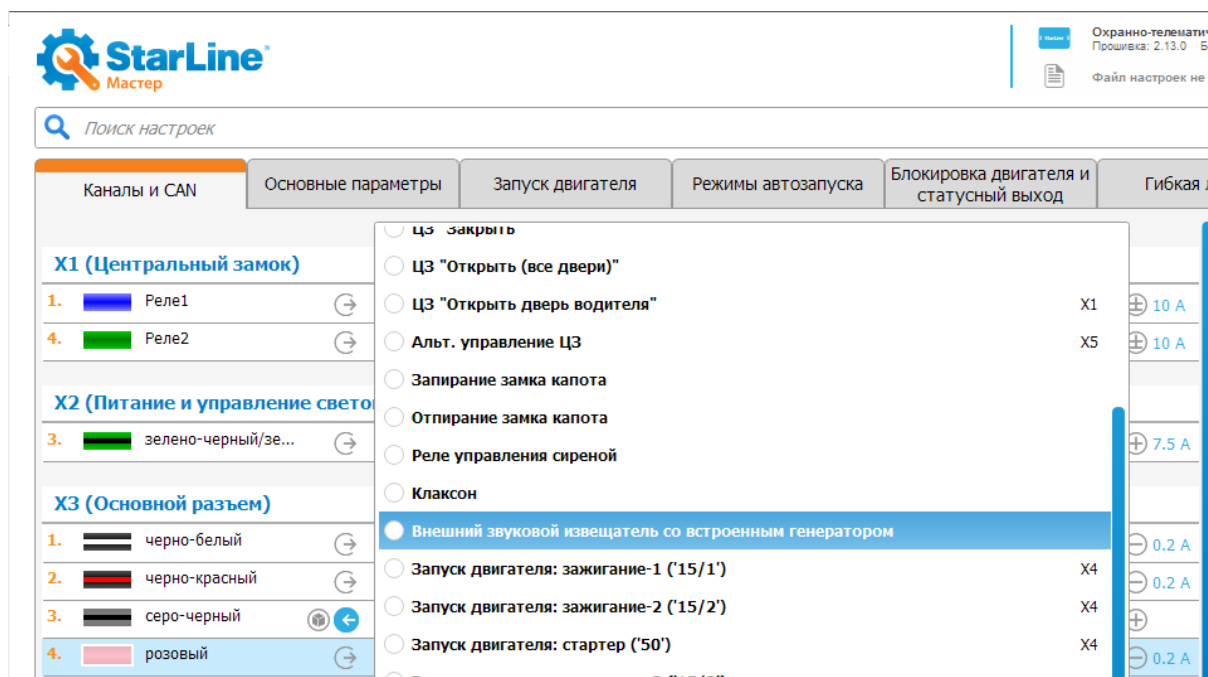 StarLine
Мастер
Охранно-телемати
Прошивка: 2.13.0 Б
Файл настроек не
Поиск настроек
Каналы и CAN
Основные параметры
Запуск двигателя
Режимы автозапуска
Блокировка двигателя и
статусный выход
Гибкая
X1 (Центральный замок)
1. Реле1 10 А
4. Реле2 10 А
X2 (Питание и управление свето
3. зелено-черный/зе... 7.5 А
X3 (Основной разъем)
1. черно-белый 0.2 А
2. черно-красный 0.2 А
3. серо-черный
4. розовый 0.2 А
ЦЗ "Закрыть"
ЦЗ "Открыть (все двери)"
ЦЗ "Открыть дверь водителя" X1
Альт. управление ЦЗ X5
Запирание замка капота
Отпирание замка капота
Реле управления сиреной
Клаксон
Внешний звуковой извещатель со встроенным генератором
Запуск двигателя: зажигание-1 ('15/1') X4
Запуск двигателя: зажигание-2 ('15/2') X4
Запуск двигателя: стартер ('50') X4